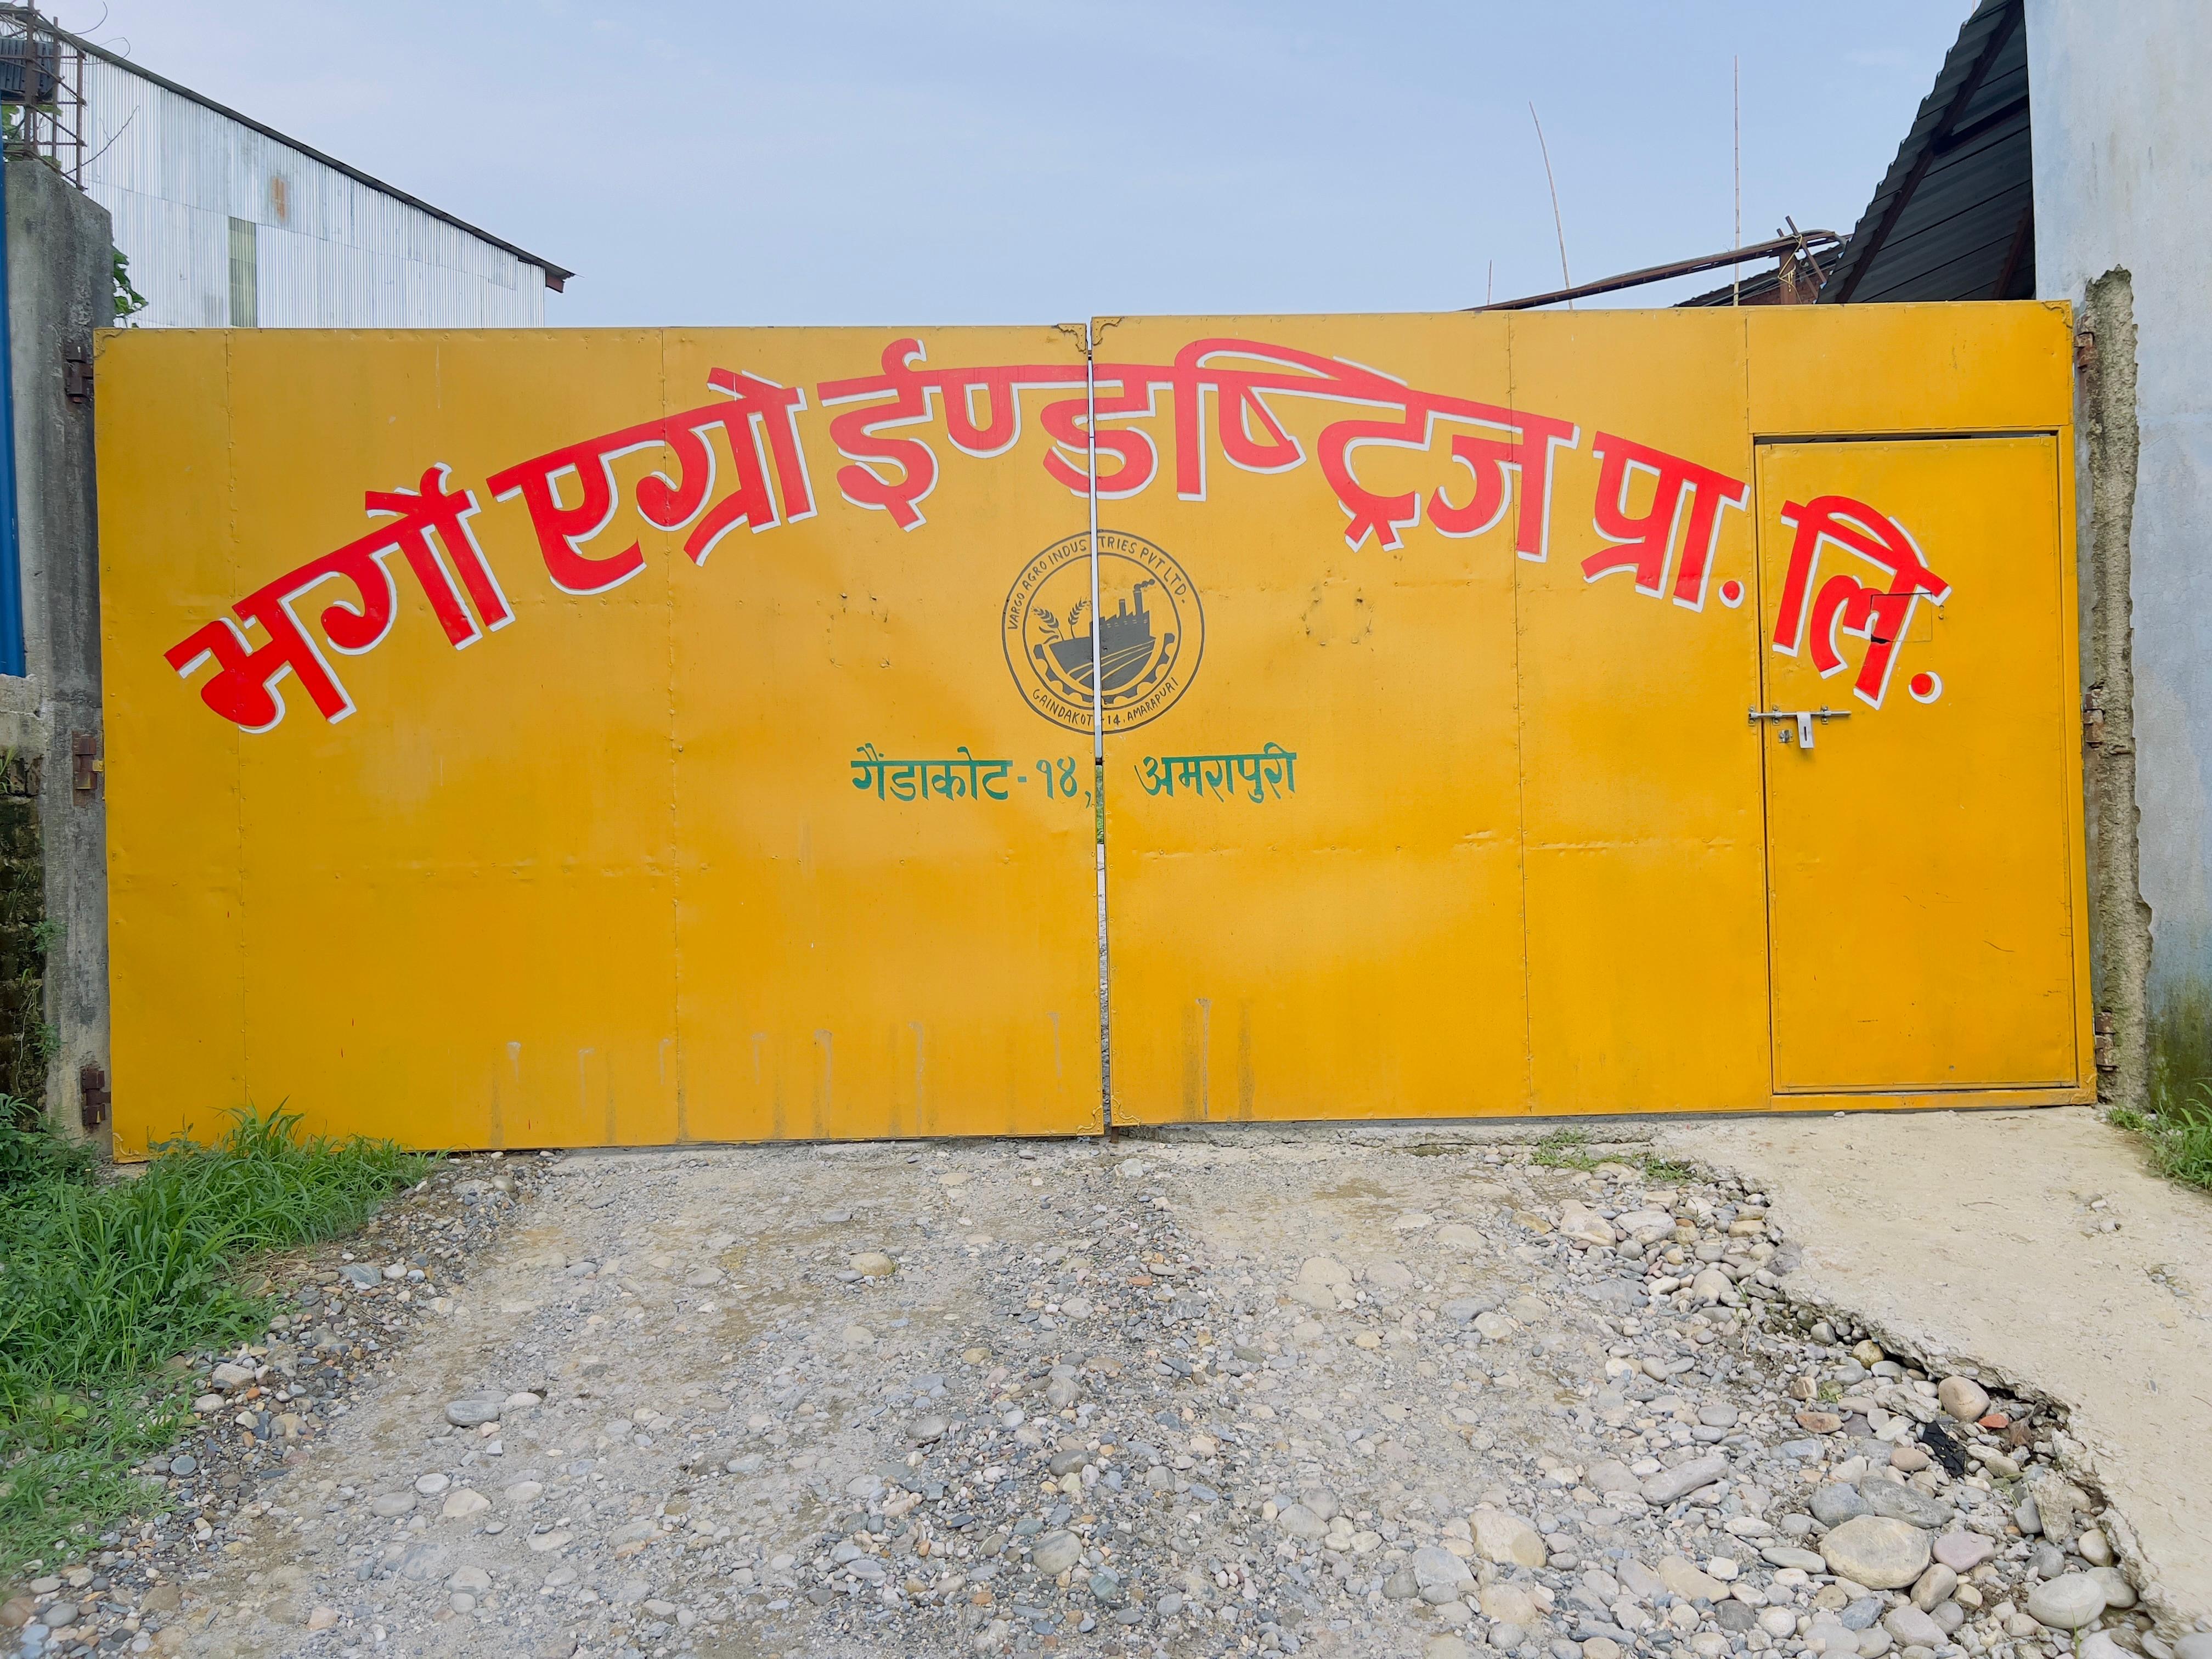 भर्गो एग्रो ईण्डष्ट्रिज प्रा. लि.
VARGO AGRO INDUSTRIES PVT. LTD.
GAINDAKOT-14, AMARAPURI
गैंडाकोट-१४, अमरापुरी